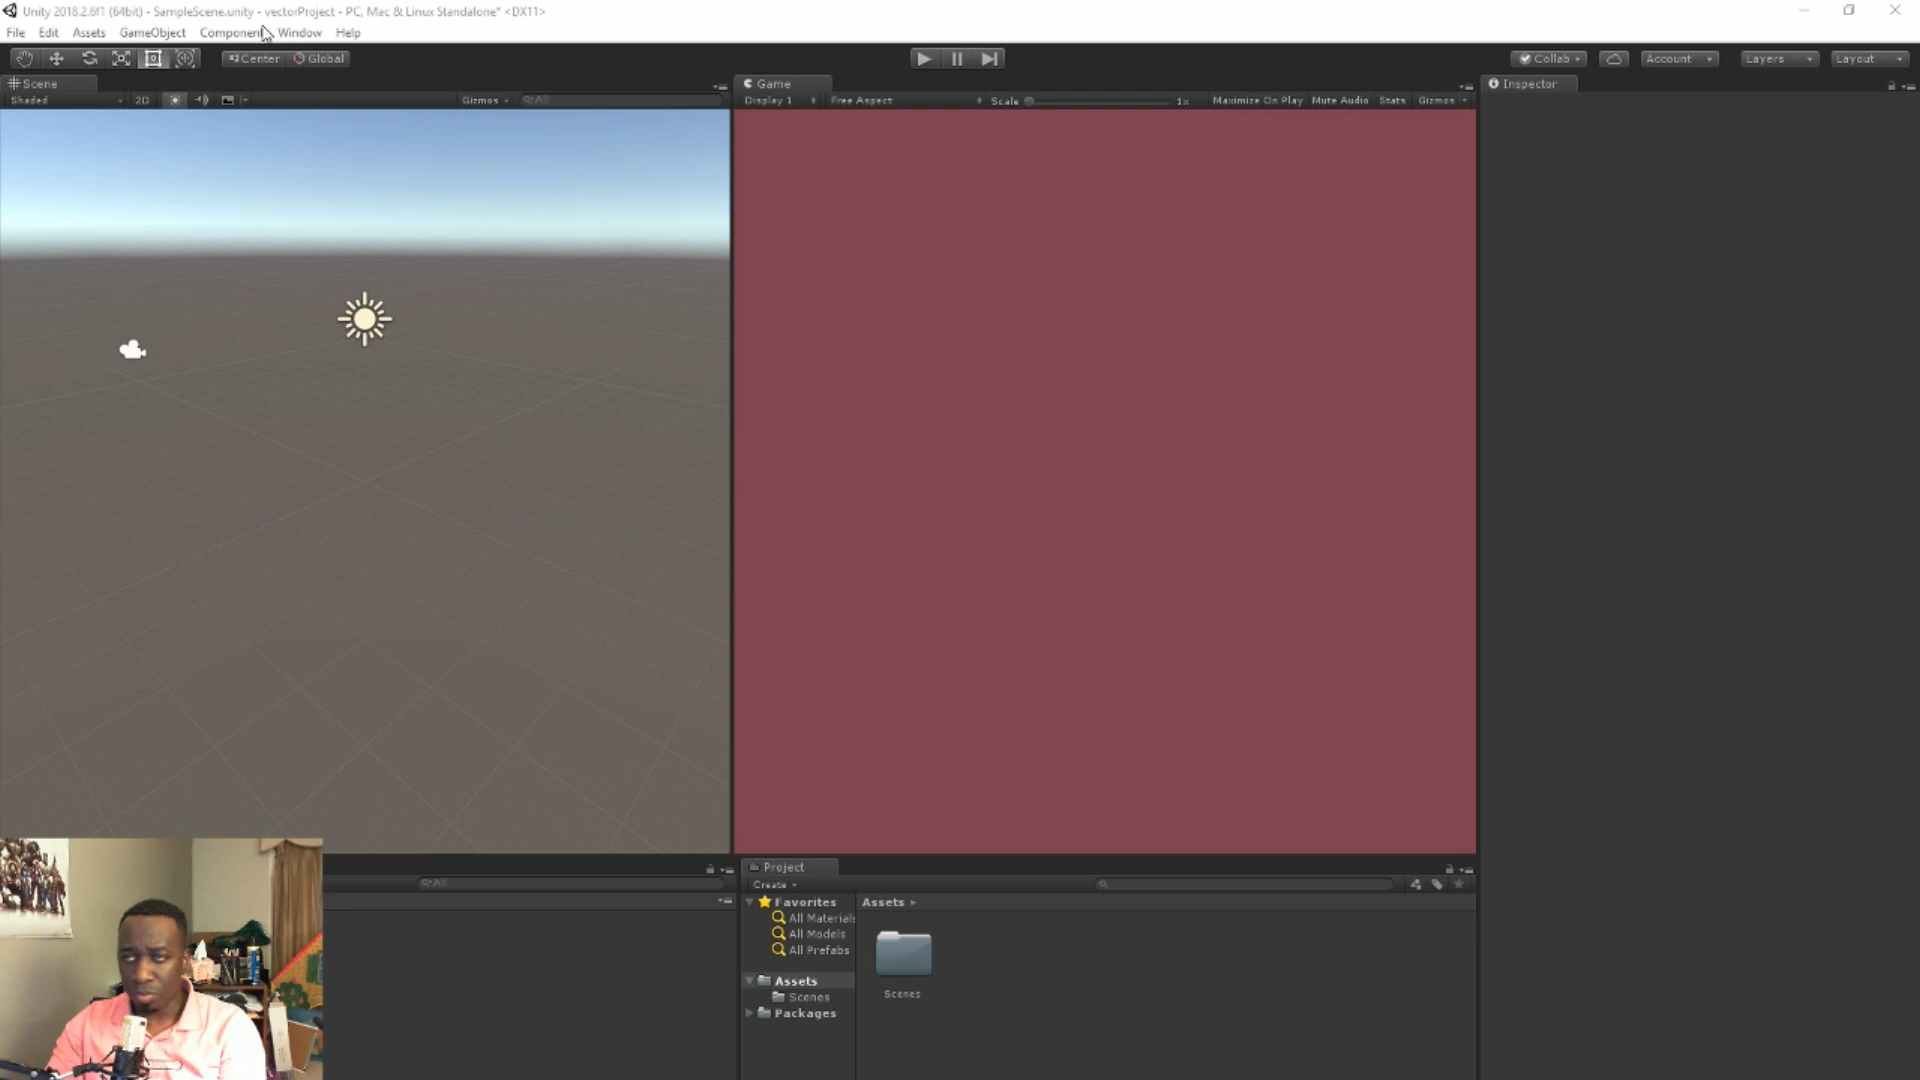 Unity 2018.2.6f1 (64bit) - SampleScene.unity - vectorProject - PC, Mac & Linux Standalone* <DX11>
File Edit Assets GameObject Component Window Help
Center Global Collab Account Layers Layout
Scene Game Inspector
Shaded 2D Gizmos All Display 1 Free Aspect Scale 1x Maximize On Play Mute Audio Stats Gizmos
Project
All Create
Favorites Assets
All Materials
All Models
All Prefabs
Assets
Scenes Scenes
Packages